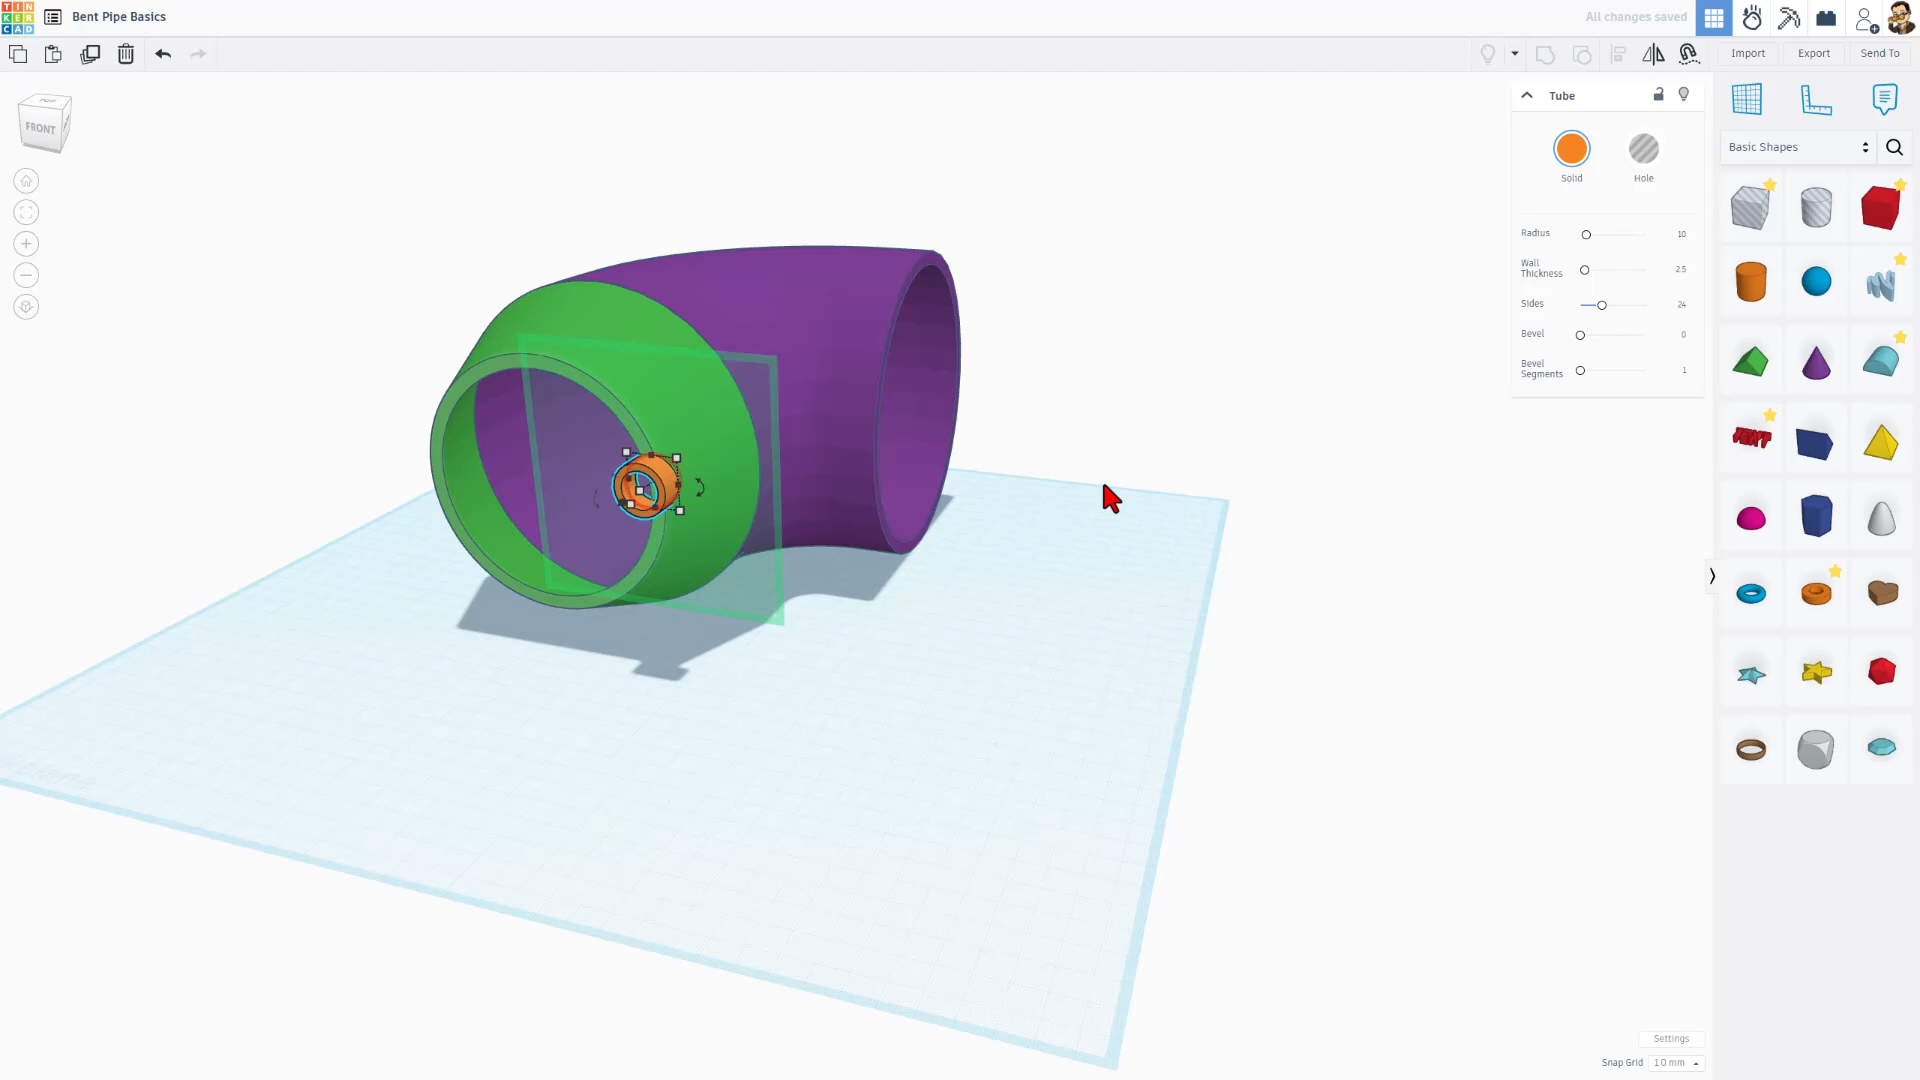 TIN
KER
CAD
Bent Pipe Basics
All changes saved
Import
Export
Send To
TOP
FRONT
Tube
Solid
Hole
Basic Shapes
Radius
10
Wall
Thickness
2.5
Sides
24
Bevel
0
Bevel
Segments
1
TEXT
Settings
Snap Grid
1.0 mm